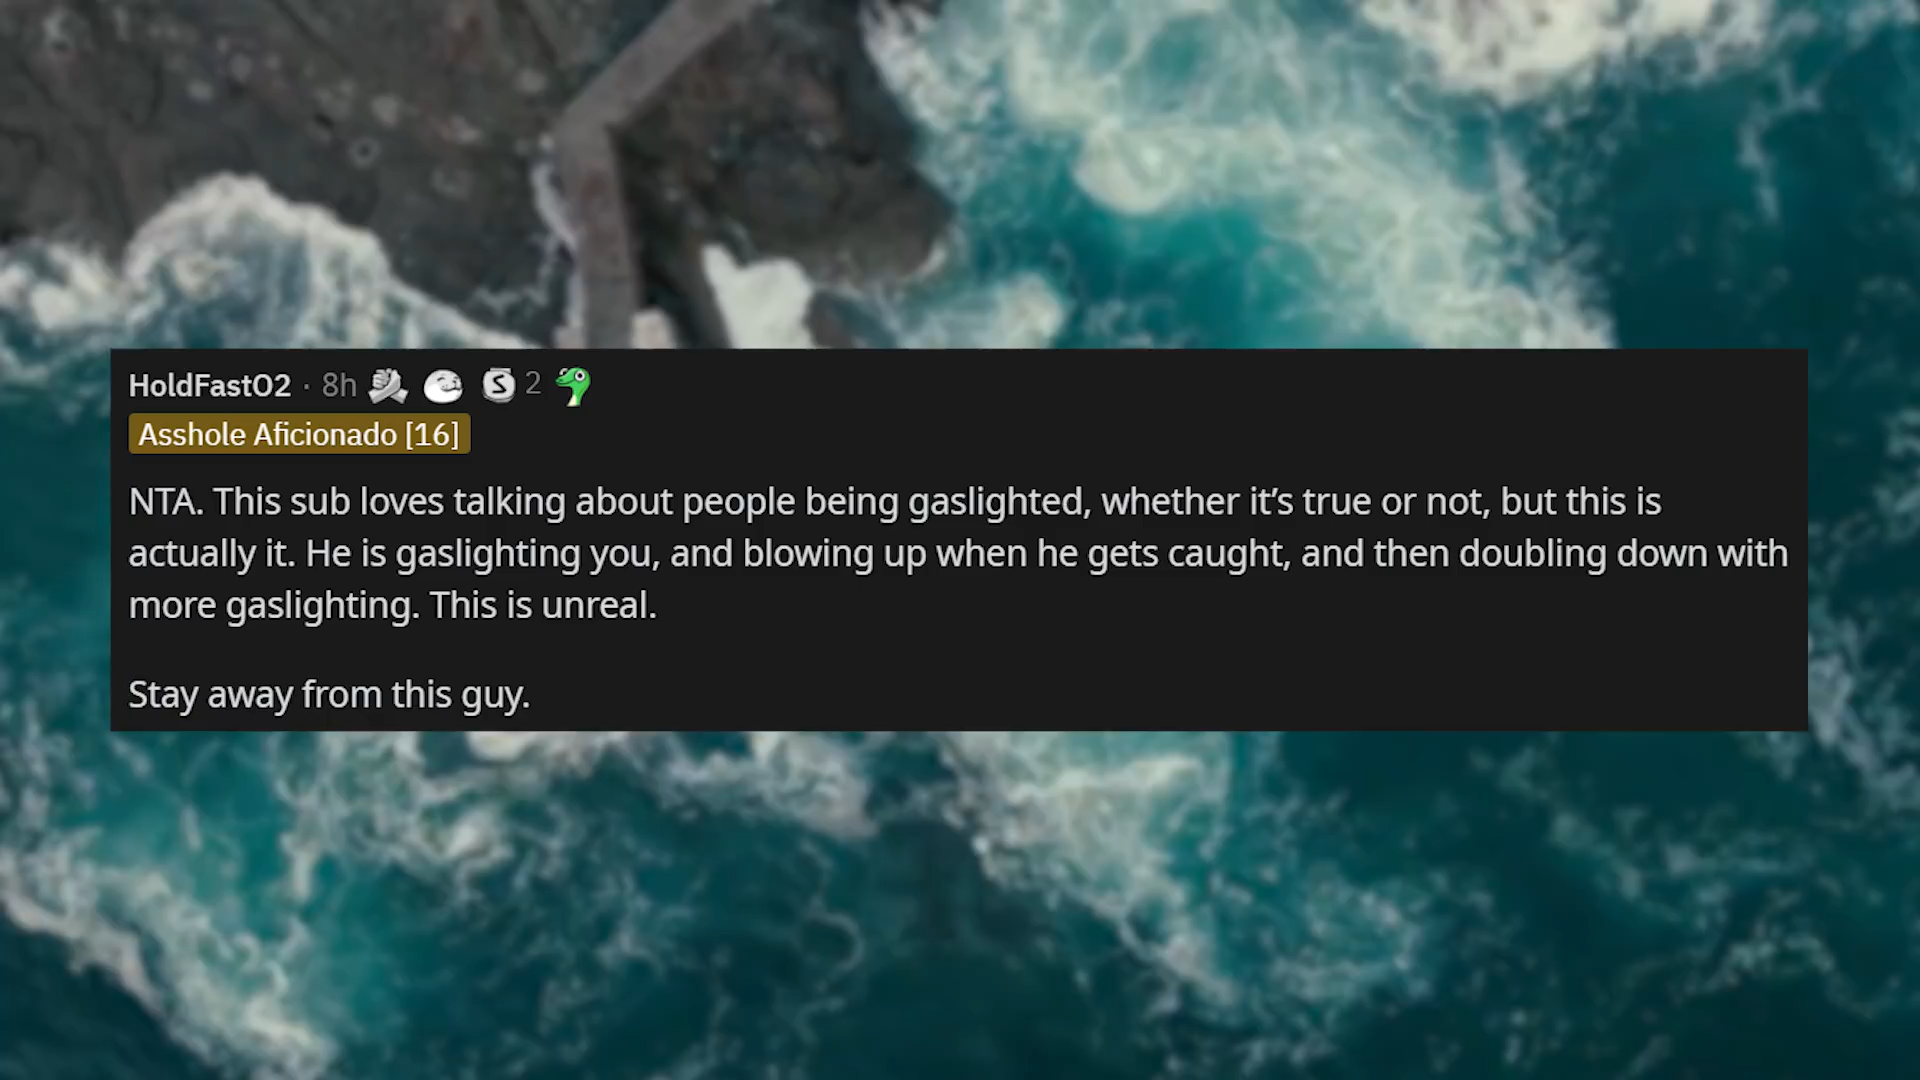 HoldFastO2 · 8h 2
Asshole Aficionado [16]
NTA. This sub loves talking about people being gaslighted, whether it’s true or not, but this is
actually it. He is gaslighting you, and blowing up when he gets caught, and then doubling down with
more gaslighting. This is unreal.
Stay away from this guy.